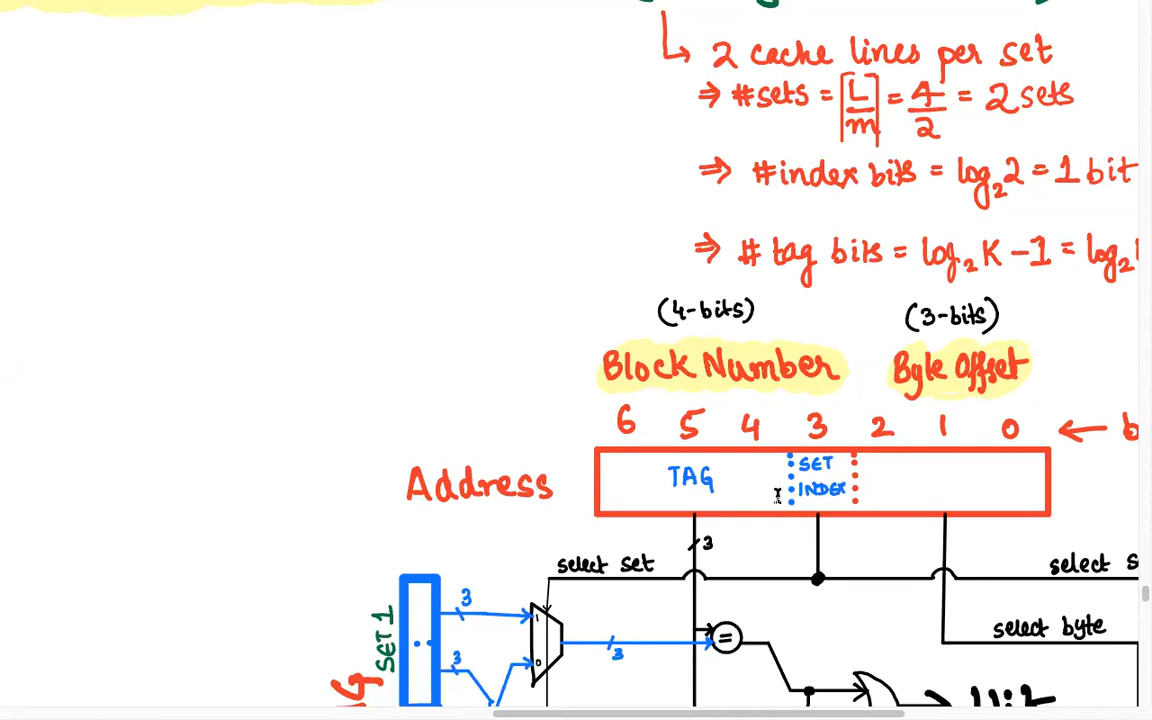 2 cache lines per set
⇒ #sets = ⌈L/m⌉ = 4/2 = 2 sets
⇒ #index bits = log₂2 = 1 bit
⇒ # tag bits = log₂K - 1 = log₂
(4-bits) (3-bits)
Block Number Byte Offset
6 5 4 3 2 1 0 ← b
Address TAG SET INDEX
3
select set select s
SET 1 3 1 = select byte
3 0 3
Hit